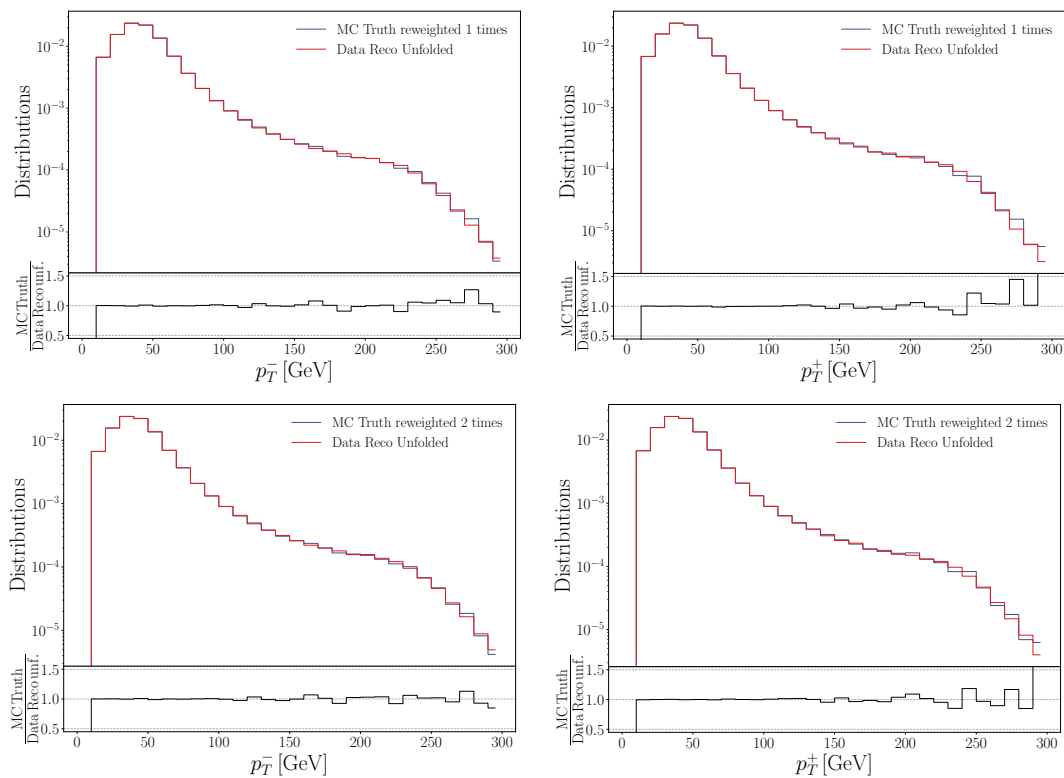 MC Truth reweighted 1 times
Data Reco Unfolded
Distributions
10⁻²
10⁻³
10⁻⁴
10⁻⁵
MC Truth
Data Reco unf.
1.5
1.0
0.5
0 50 100 150 200 250 300
p_T^- [GeV]
MC Truth reweighted 1 times
Data Reco Unfolded
Distributions
10⁻²
10⁻³
10⁻⁴
10⁻⁵
MC Truth
Data Reco unf.
1.5
1.0
0.5
0 50 100 150 200 250 300
p_T^+ [GeV]
MC Truth reweighted 2 times
Data Reco Unfolded
Distributions
10⁻²
10⁻³
10⁻⁴
10⁻⁵
MC Truth
Data Reco unf.
1.5
1.0
0.5
0 50 100 150 200 250 300
p_T^- [GeV]
MC Truth reweighted 2 times
Data Reco Unfolded
Distributions
10⁻²
10⁻³
10⁻⁴
10⁻⁵
MC Truth
Data Reco unf.
1.5
1.0
0.5
0 50 100 150 200 250 300
p_T^+ [GeV]